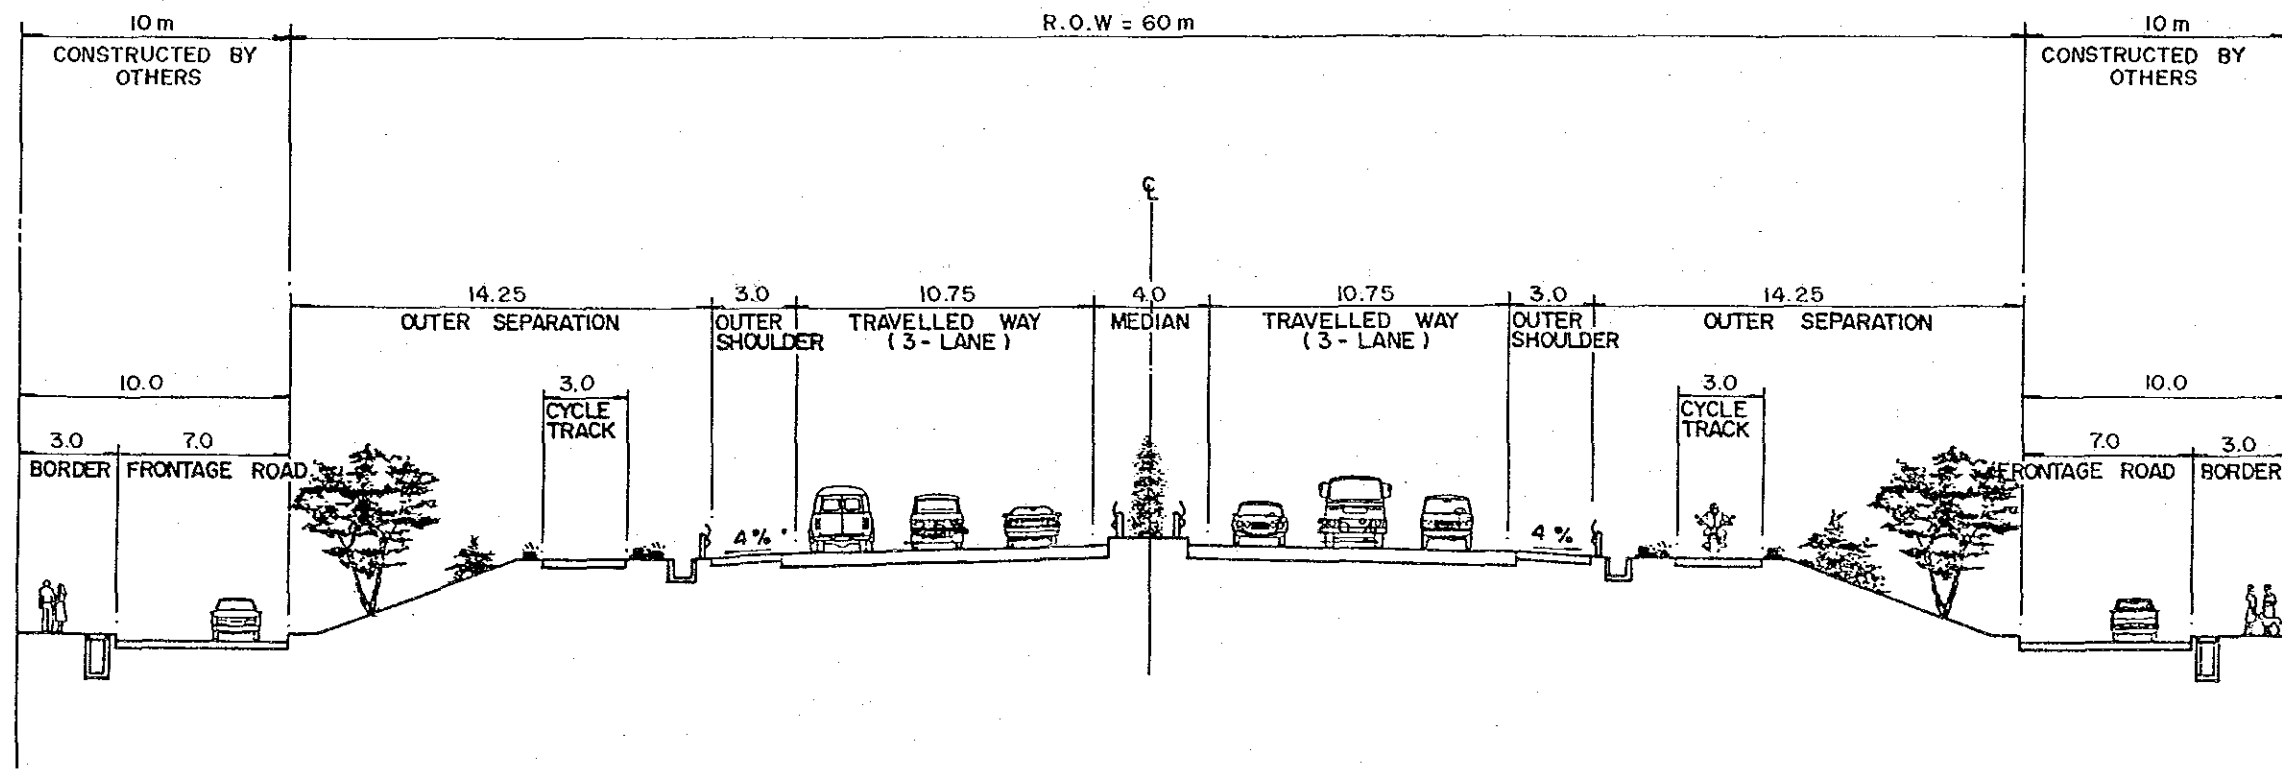 10 m
R.O.W = 60 m
10 m
CONSTRUCTED BY
OTHERS
CONSTRUCTED BY
OTHERS
℄
14.25
3.0
10.75
4.0
10.75
3.0
14.25
OUTER SEPARATION
OUTER
SHOULDER
TRAVELLED WAY
( 3 - LANE )
MEDIAN
TRAVELLED WAY
( 3 - LANE )
OUTER
SHOULDER
OUTER SEPARATION
10.0
3.0
CYCLE
TRACK
3.0
CYCLE
TRACK
10.0
3.0
7.0
7.0
3.0
BORDER
FRONTAGE ROAD
FRONTAGE ROAD
BORDER
4 %
4 %